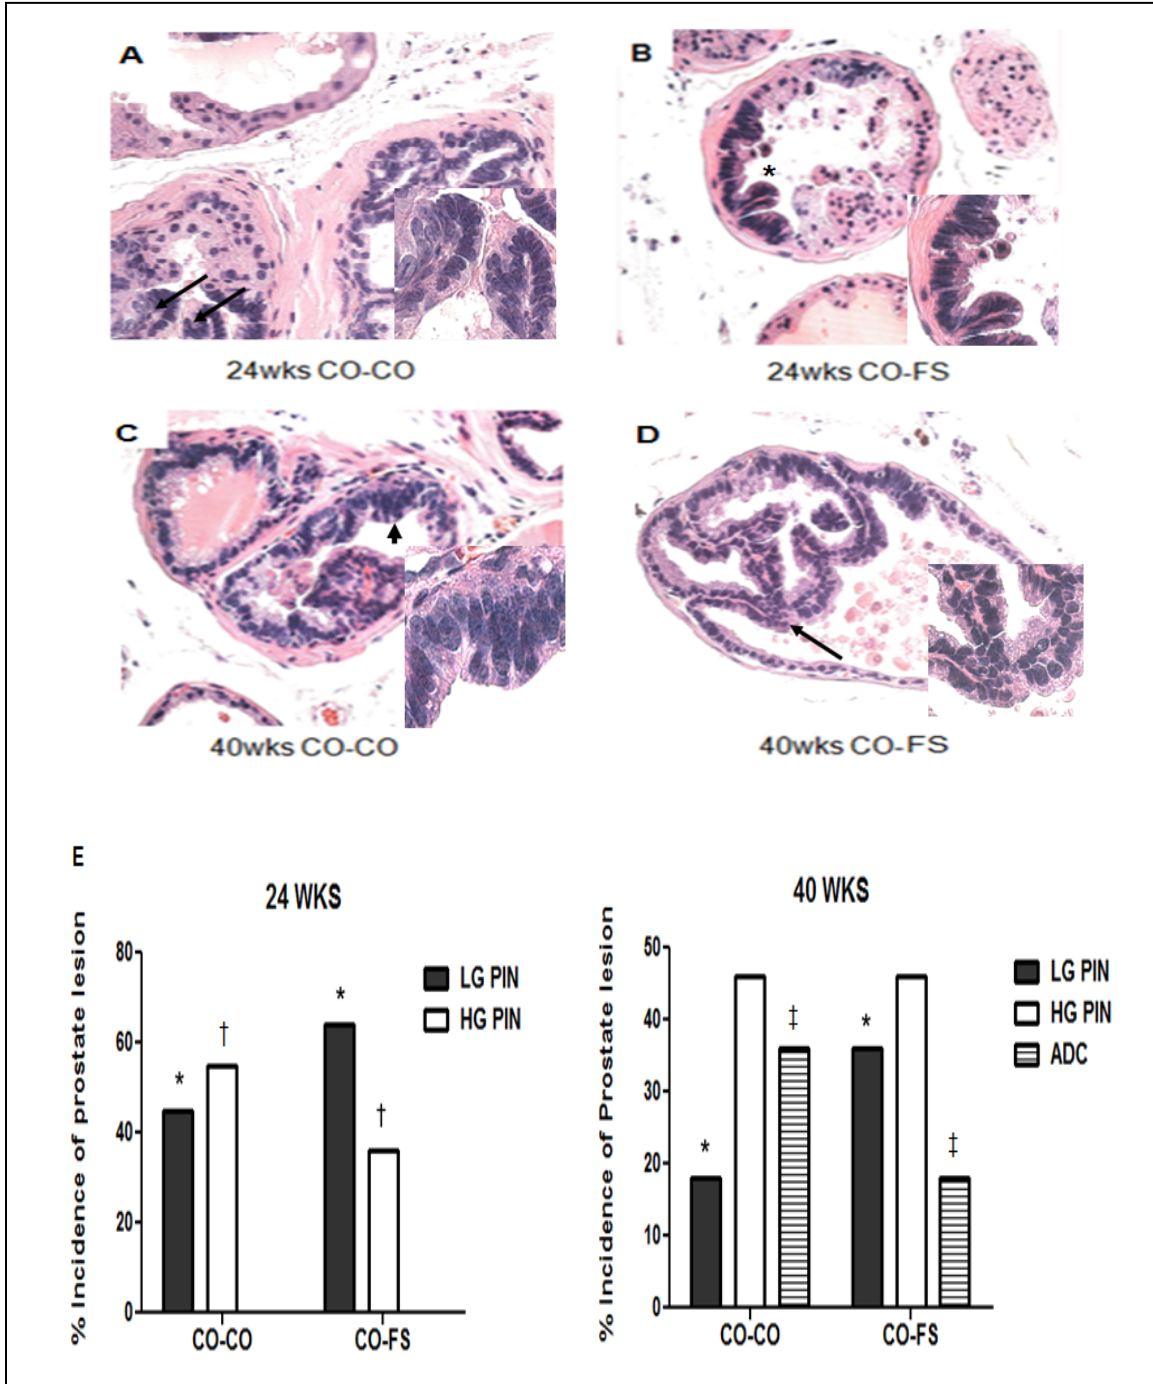 A
B
*
24wks CO-CO
24wks CO-FS
C
D
40wks CO-CO
40wks CO-FS
E
24 WKS
% Incidence of prostate lesion
80
60
40
20
0
*
†
*
†
LG PIN
HG PIN
CO-CO
CO-FS
40 WKS
% Incidence of Prostate lesion
50
40
30
20
10
0
*
‡
*
‡
LG PIN
HG PIN
ADC
CO-CO
CO-FS